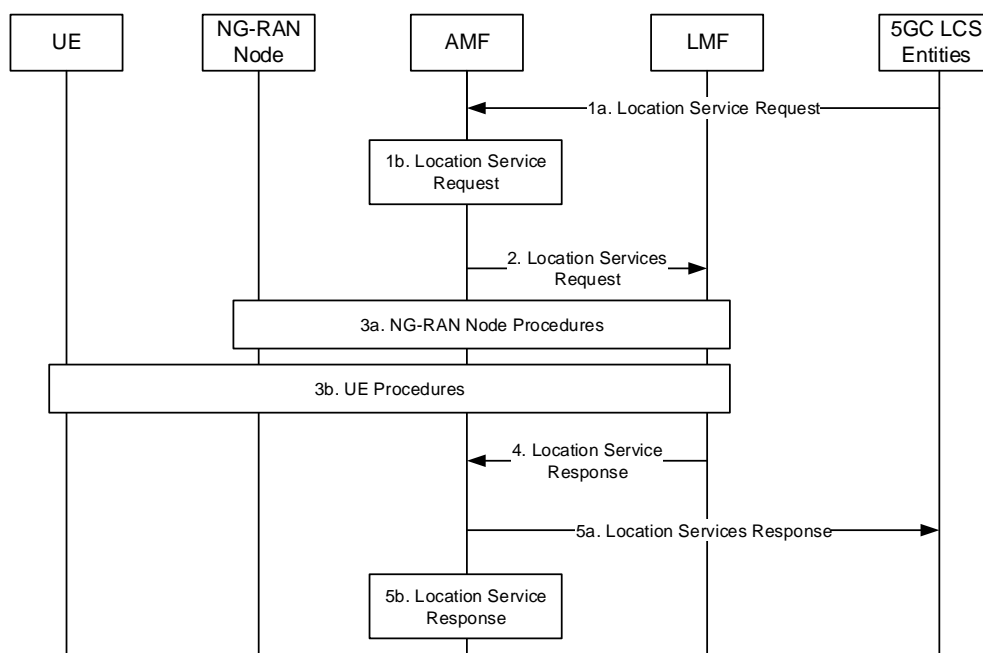 UE
NG-RAN
Node
AMF
LMF
5GC LCS
Entities
1a. Location Service Request
1b. Location Service
Request
2. Location Services
Request
3a. NG-RAN Node Procedures
3b. UE Procedures
4. Location Service
Response
5a. Location Services Response
5b. Location Service
Response